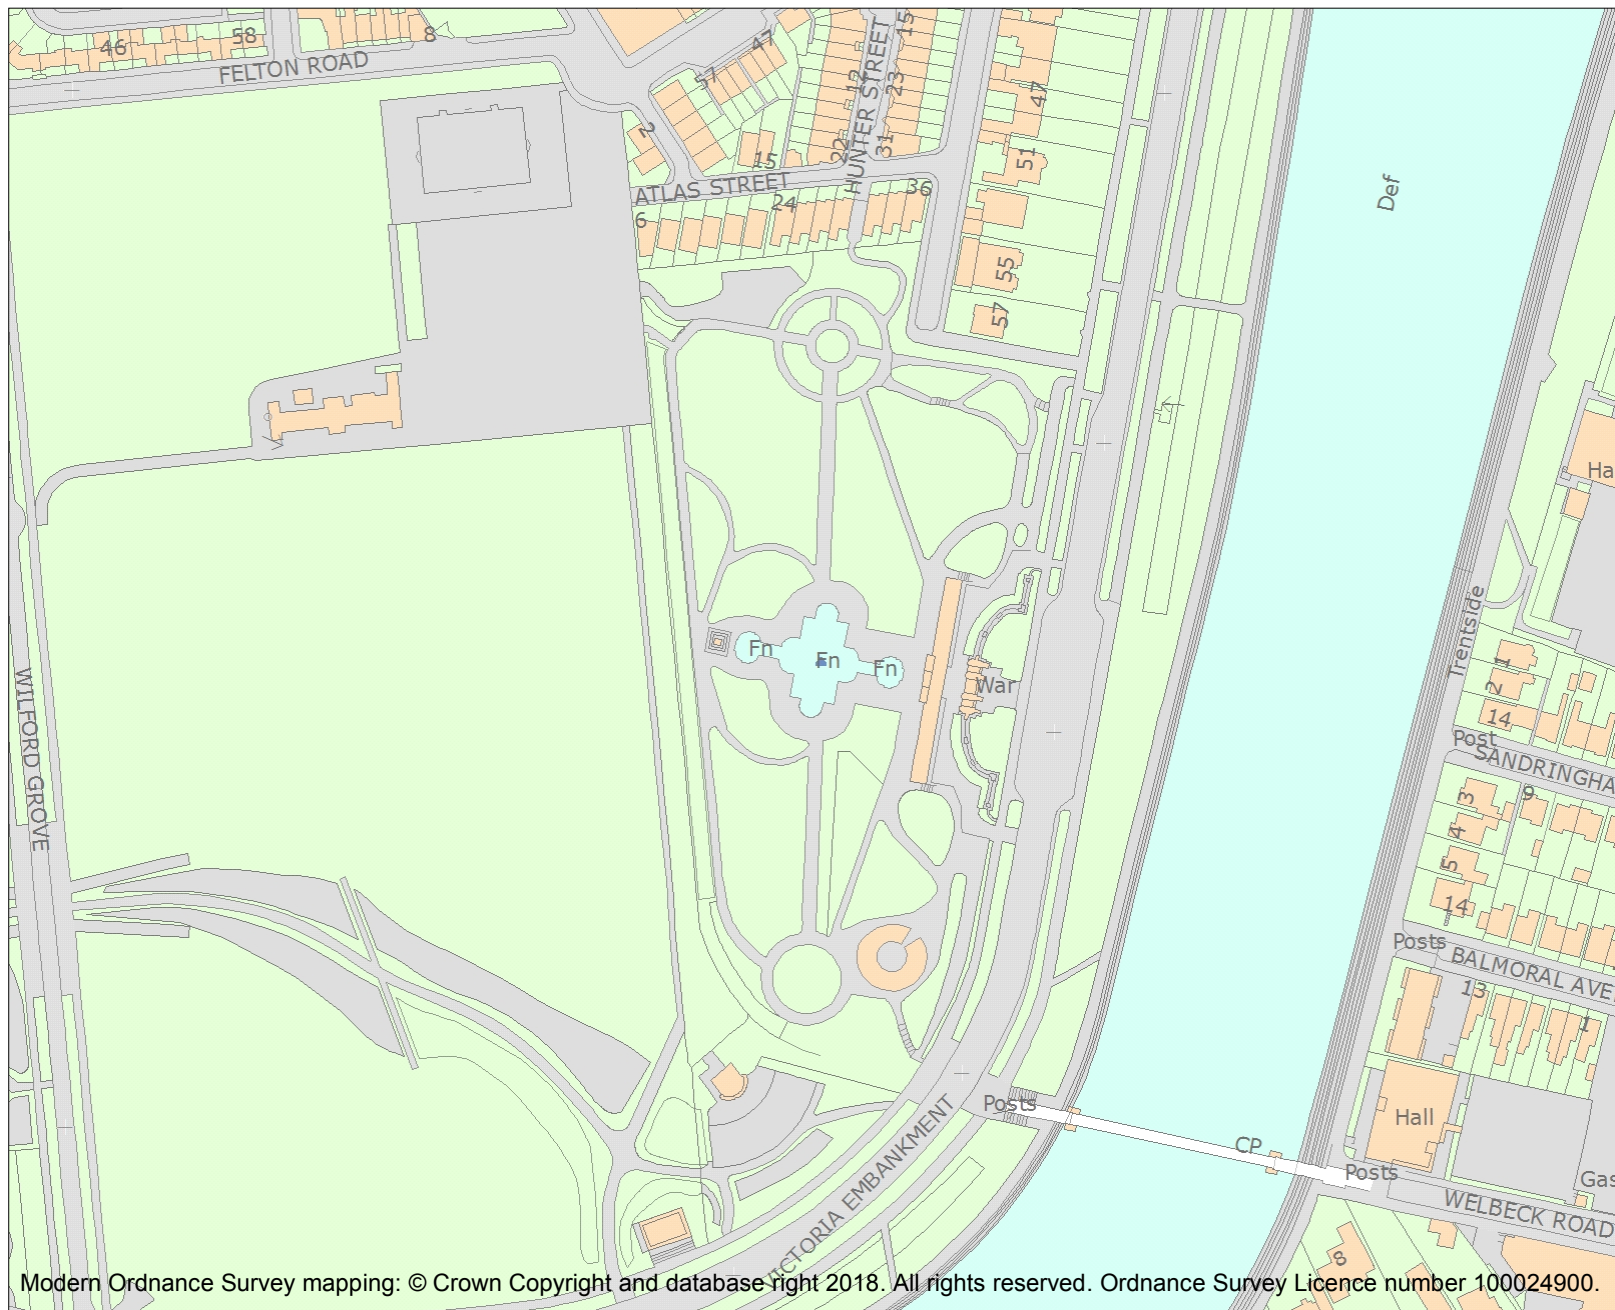 46
58
8
FELTON ROAD
47
57
2
15
12
HUNTER STREET
15
23
22
31
47
51
ATLAS STREET
15
6
24
36
55
57
Def
Ha
Fn
Fn
Fn
War
WILFORD GROVE
Trentside
1
2
14
Post
SANDRINGHA
3
9
4
5
14
Posts
BALMORAL AVE
13
1
Posts
Hall
CP
Posts
Gas
WELBECK ROAD
VICTORIA EMBANKMENT
8
Modern Ordnance Survey mapping: © Crown Copyright and database right 2018. All rights reserved. Ordnance Survey Licence number 100024900.